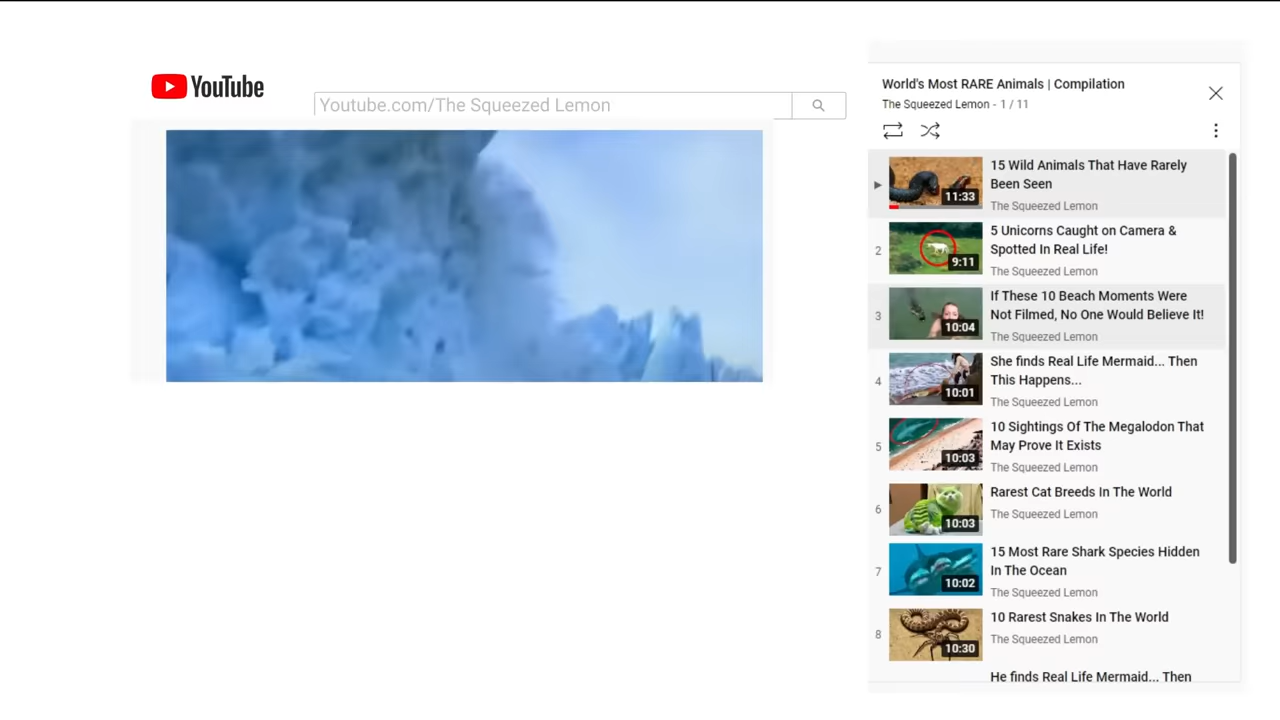 YouTube
Youtube.com/The Squeezed Lemon
World's Most RARE Animals | Compilation
The Squeezed Lemon - 1 / 11
11:33
15 Wild Animals That Have Rarely
Been Seen
The Squeezed Lemon
2
9:11
5 Unicorns Caught on Camera &
Spotted In Real Life!
The Squeezed Lemon
3
10:04
If These 10 Beach Moments Were
Not Filmed, No One Would Believe It!
The Squeezed Lemon
4
10:01
She finds Real Life Mermaid... Then
This Happens...
The Squeezed Lemon
5
10:03
10 Sightings Of The Megalodon That
May Prove It Exists
The Squeezed Lemon
6
10:03
Rarest Cat Breeds In The World
The Squeezed Lemon
7
10:02
15 Most Rare Shark Species Hidden
In The Ocean
The Squeezed Lemon
8
10:30
10 Rarest Snakes In The World
The Squeezed Lemon
He finds Real Life Mermaid... Then